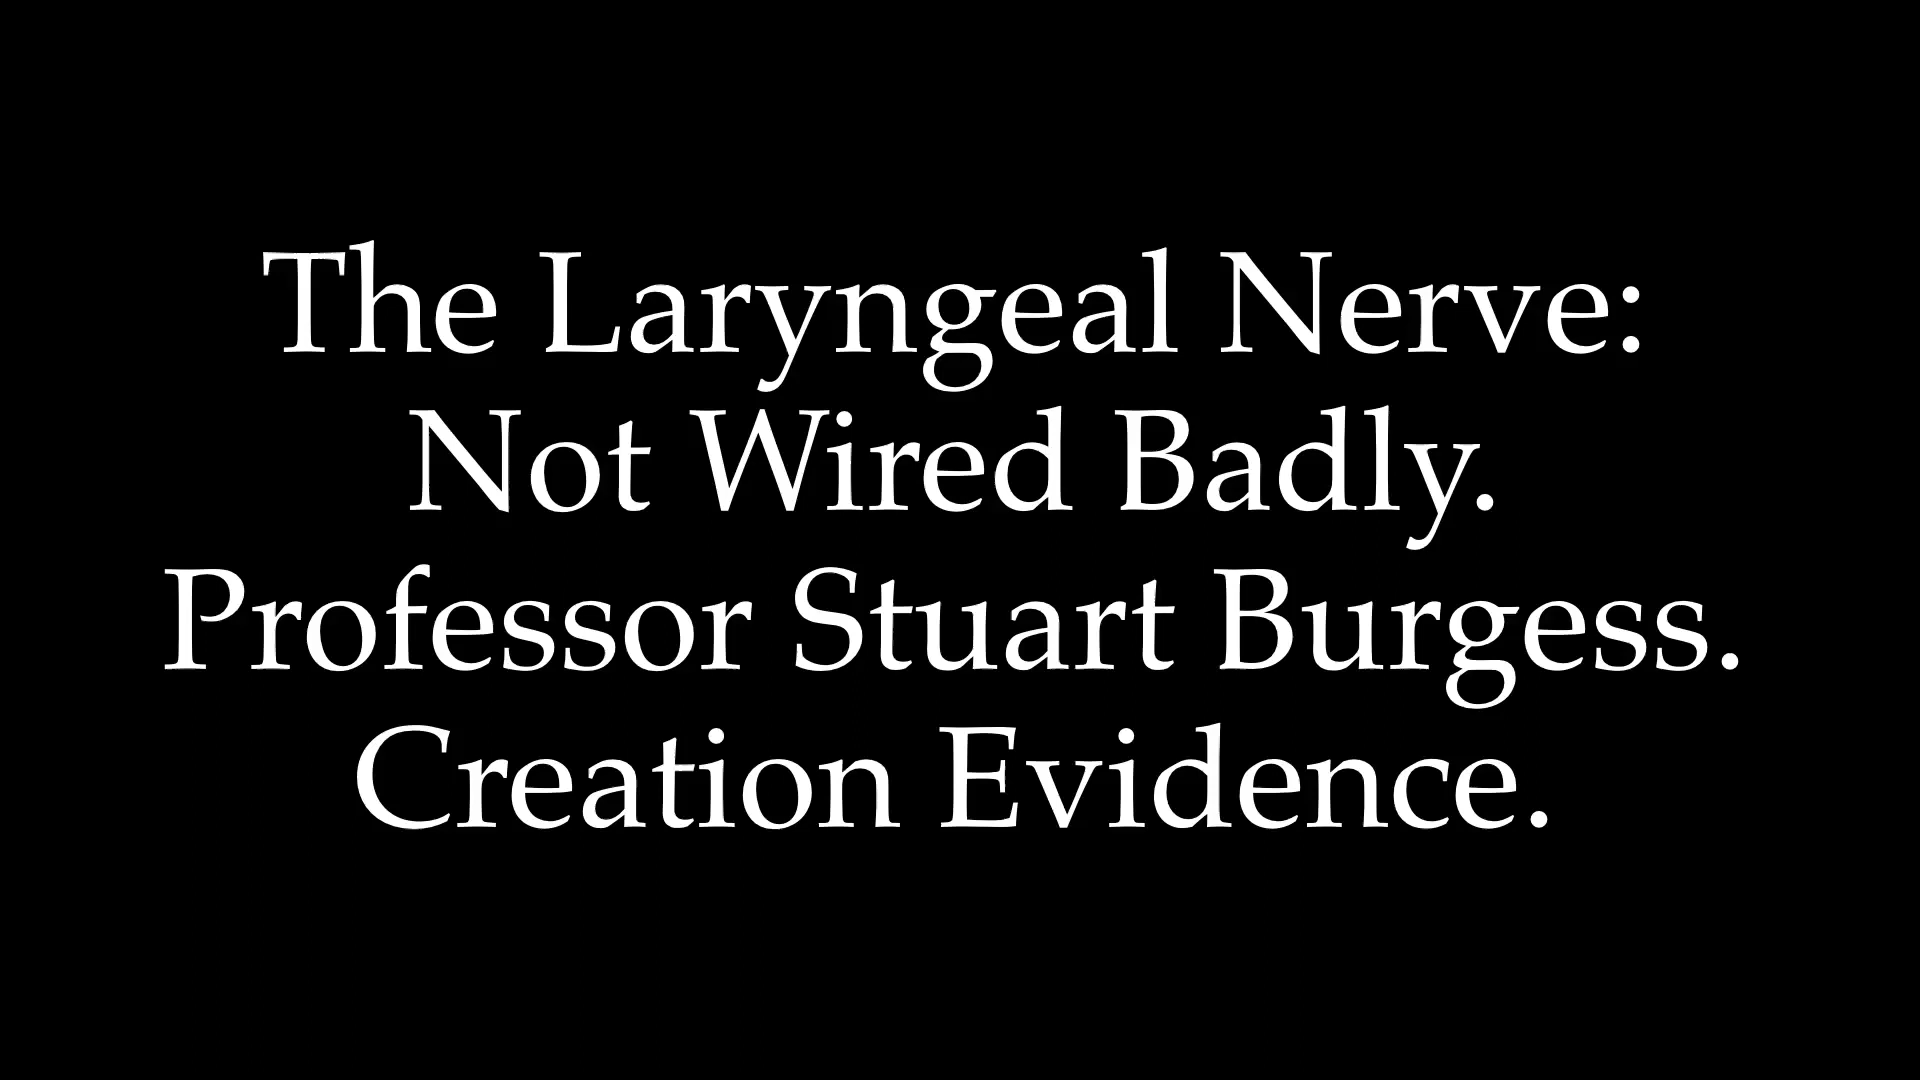 The Laryngeal Nerve:
Not Wired Badly.
Professor Stuart Burgess.
Creation Evidence.